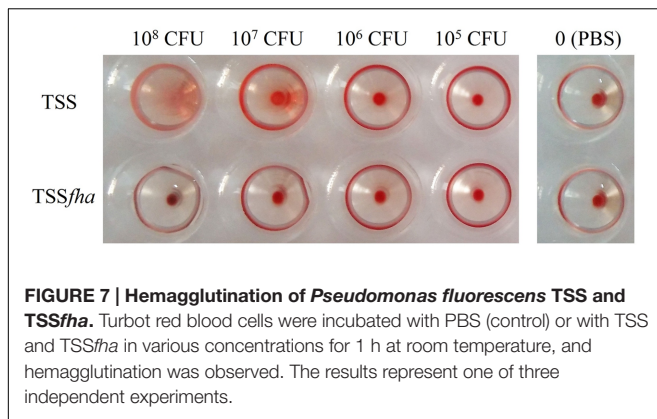 10⁸ CFU 10⁷ CFU 10⁶ CFU 10⁵ CFU 0 (PBS)
TSS
TSSfha
FIGURE 7 | Hemagglutination of Pseudomonas fluorescens TSS and
TSSfha. Turbot red blood cells were incubated with PBS (control) or with TSS
and TSSfha in various concentrations for 1 h at room temperature, and
hemagglutination was observed. The results represent one of three
independent experiments.